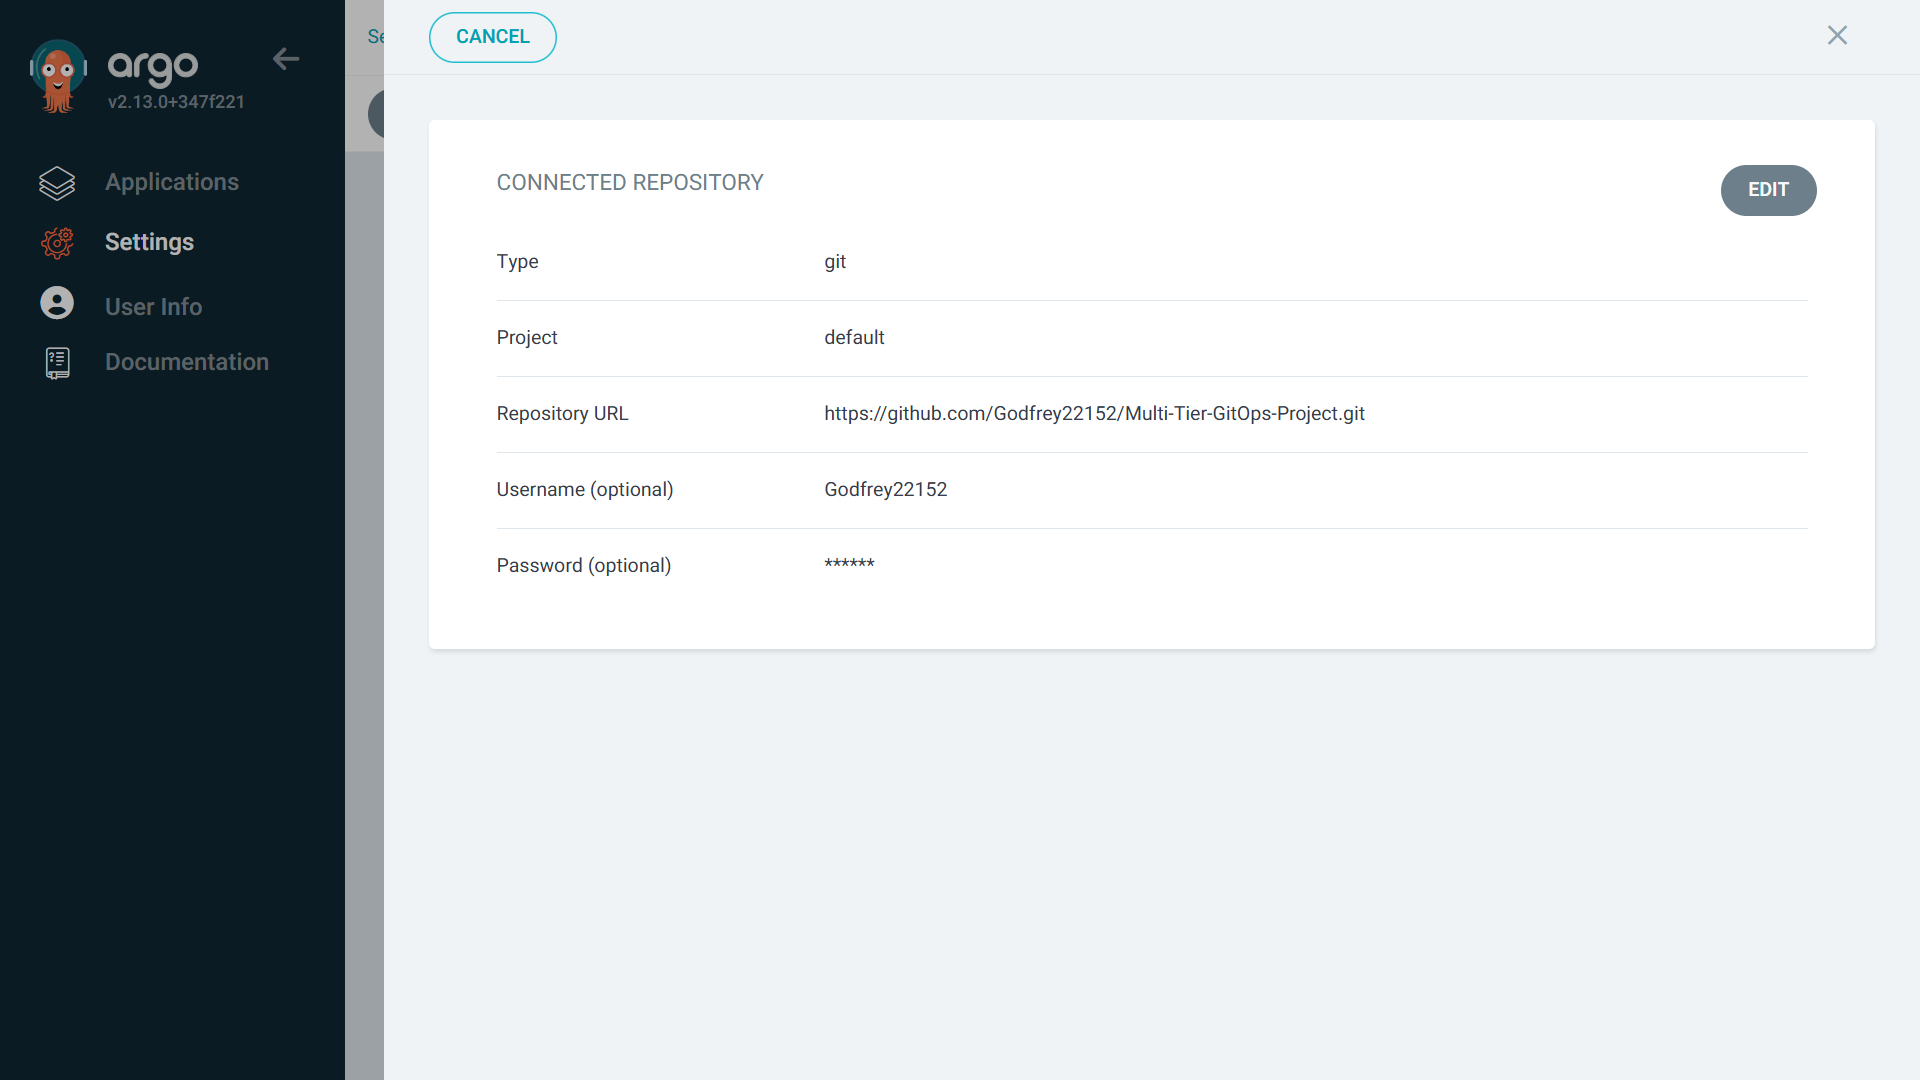 argo
v2.13.0+347f221
Applications
Settings
User Info
Documentation
CANCEL
CONNECTED REPOSITORY
EDIT
Type git
Project default
Repository URL https://github.com/Godfrey22152/Multi-Tier-GitOps-Project.git
Username (optional) Godfrey22152
Password (optional) ******